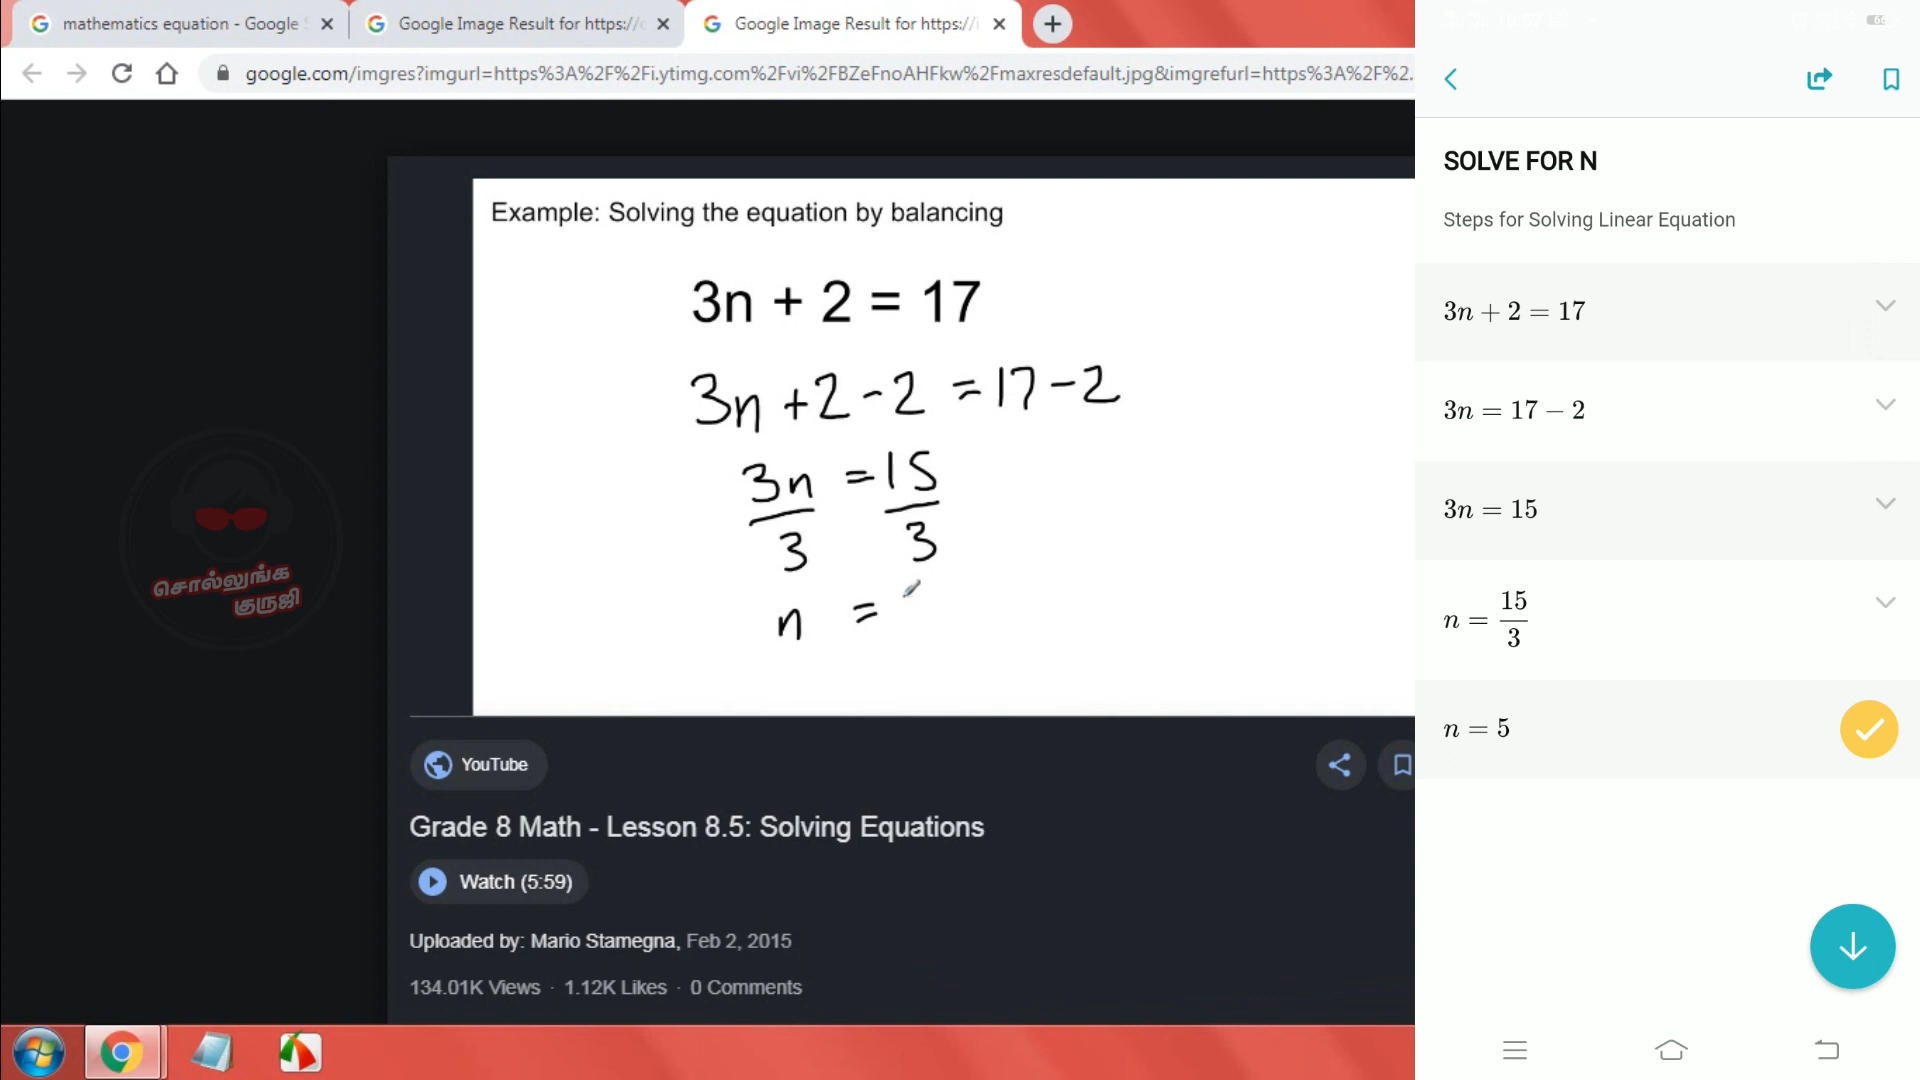 mathematics equation - Google
Google Image Result for https://
Google Image Result for https://
google.com/imgres?imgurl=https%3A%2F%2Fi.ytimg.com%2Fvi%2FBZeFnoAHFkw%2Fmaxresdefault.jpg&imgrefurl=https%3A%2F%2.
Example: Solving the equation by balancing
3n + 2 = 17
3n + 2 - 2 = 17 - 2
3n = 15
3 3
n =
சொல்லுங்க
குருஜி
YouTube
Grade 8 Math - Lesson 8.5: Solving Equations
Watch (5:59)
Uploaded by: Mario Stamegna, Feb 2, 2015
134.01K Views · 1.12K Likes · 0 Comments
66
SOLVE FOR N
Steps for Solving Linear Equation
3n + 2 = 17
3n = 17 − 2
3n = 15
n = 15
3
n = 5